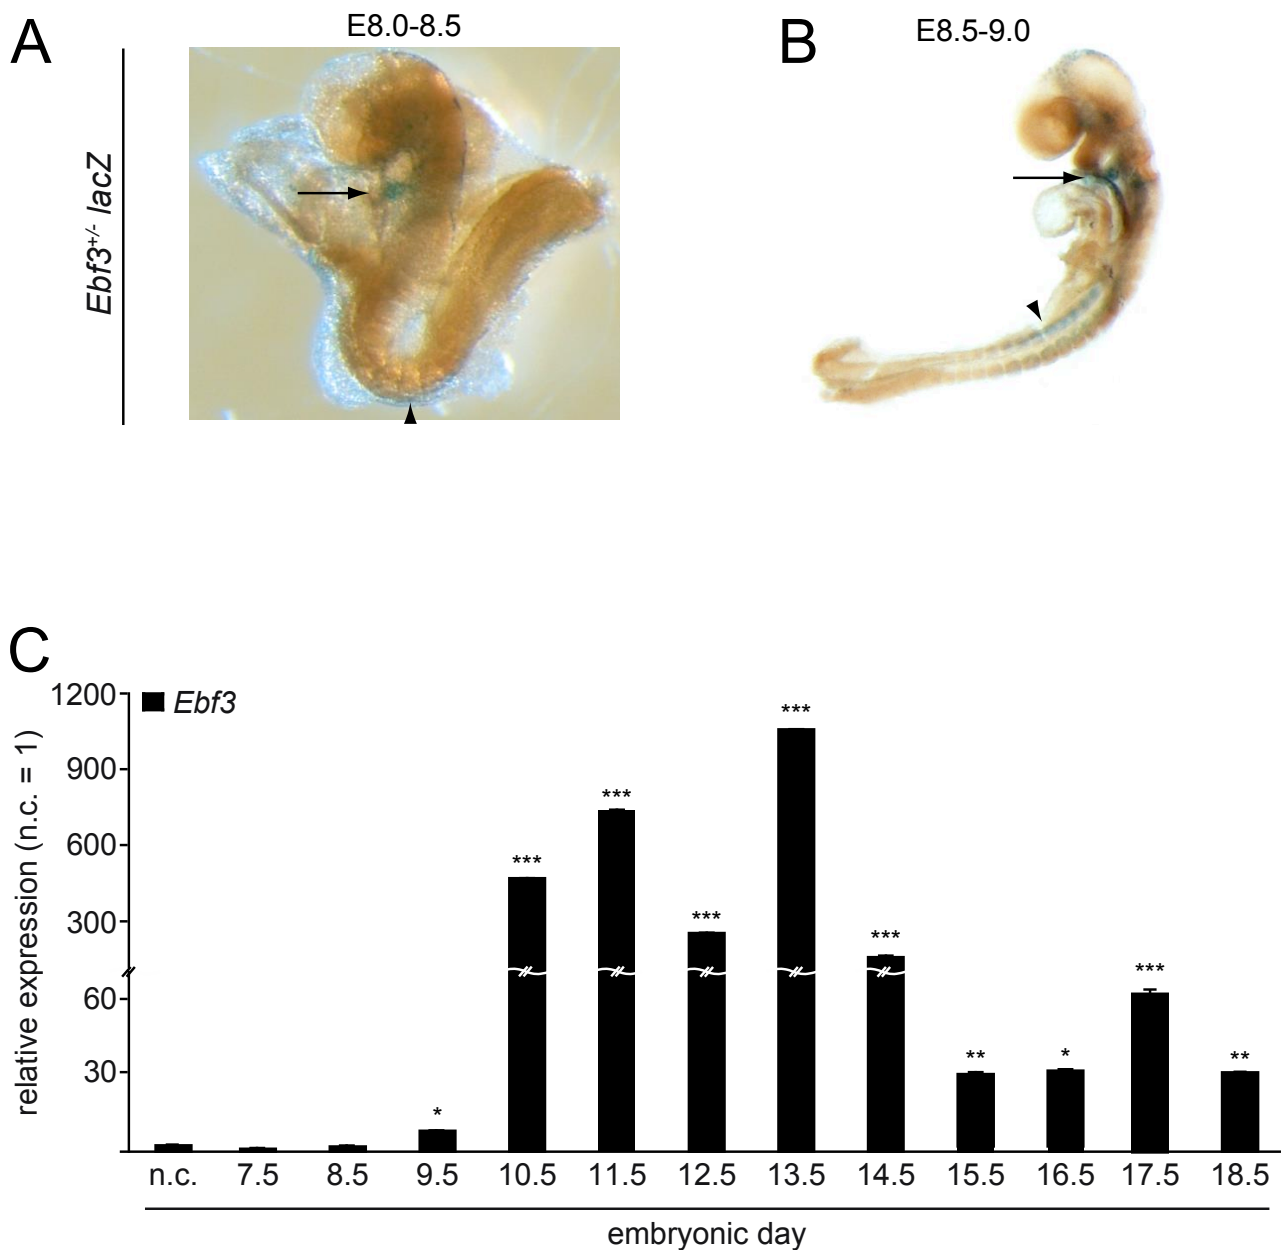 A
E8.0-8.5
B
E8.5-9.0
Ebf3+/- lacZ
C
Ebf3
relative expression (n.c. = 1)
1200
900
600
300
60
30
***
***
***
***
***
***
*
**
*
**
n.c. 7.5 8.5 9.5 10.5 11.5 12.5 13.5 14.5 15.5 16.5 17.5 18.5
embryonic day